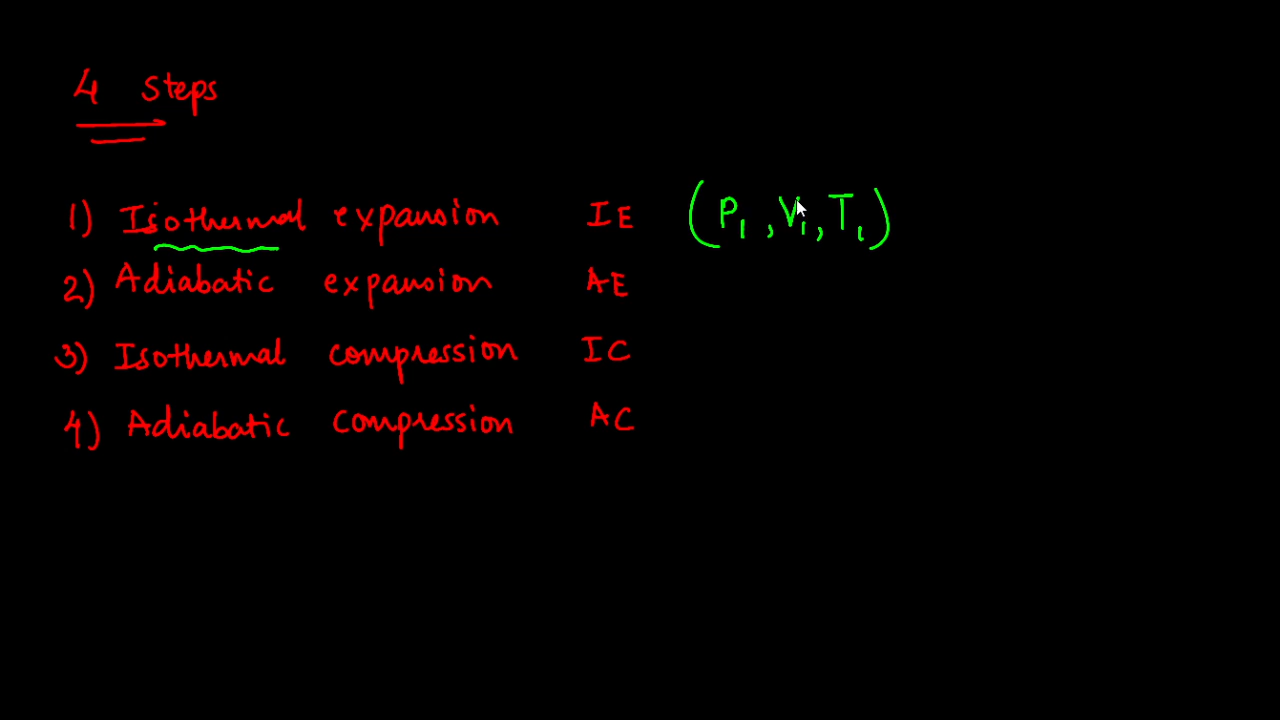 4 steps
1) Isothermal expansion IE (P₁, V₁, T₁)
2) Adiabatic expansion AE
3) Isothermal compression IC
4) Adiabatic compression AC